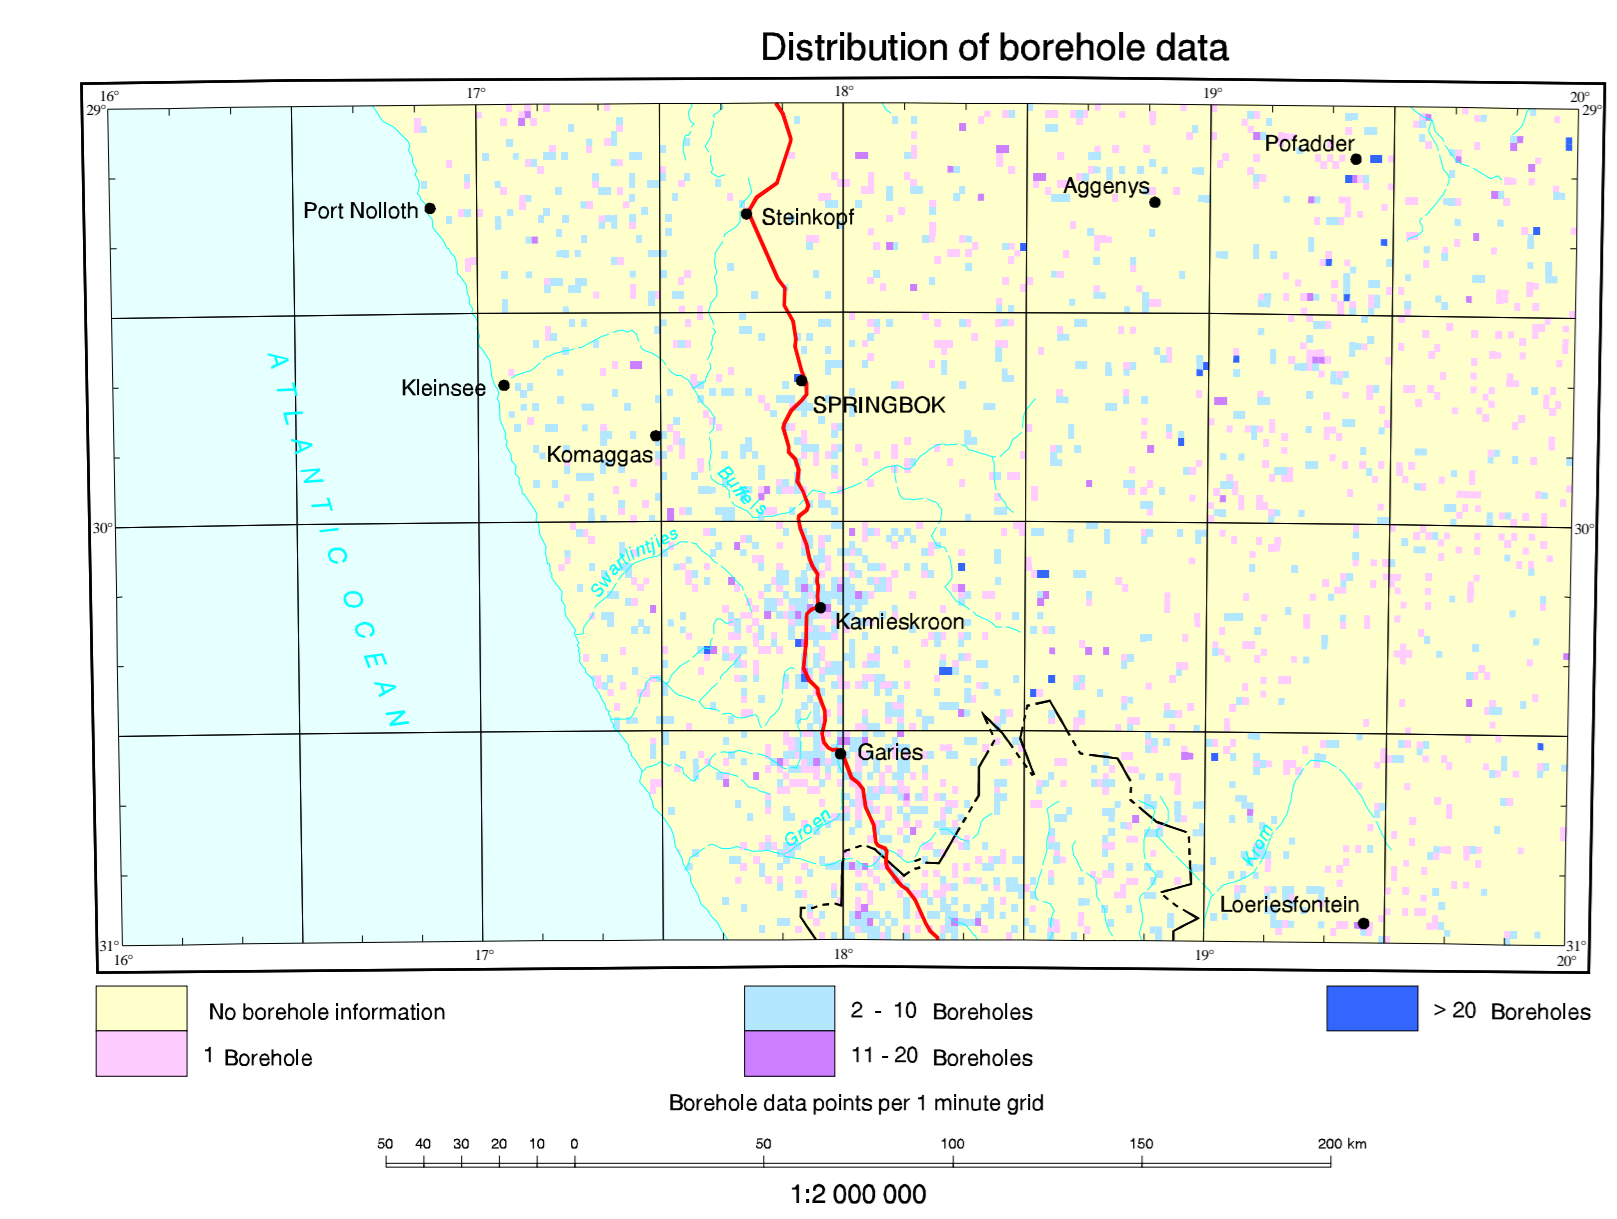 Distribution of borehole data
16° 17° 18° 19° 20°
29° 29°
Pofadder
Aggenys
Port Nolloth
Steinkopf
ATLANTIC OCEAN
Kleinsee
SPRINGBOK
Komaggas
Buffels
30° 30°
Swartlintjies
Kamieskroon
Garies
Groen
Krom
Loeriesfontein
31° 31°
16° 17° 18° 19° 20°
No borehole information
1 Borehole
2 - 10 Boreholes
11 - 20 Boreholes
> 20 Boreholes
Borehole data points per 1 minute grid
50 40 30 20 10 0 50 100 150 200 km
1:2 000 000